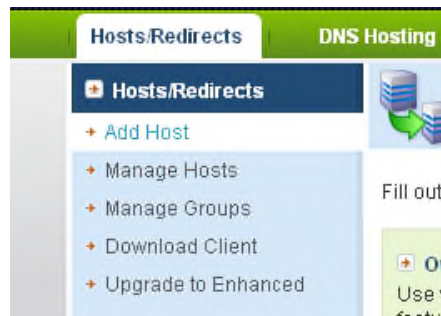 Hosts/Redirects DNS Hosting
Hosts/Redirects
Add Host
Manage Hosts
Manage Groups
Download Client
Upgrade to Enhanced
Fill out
Use